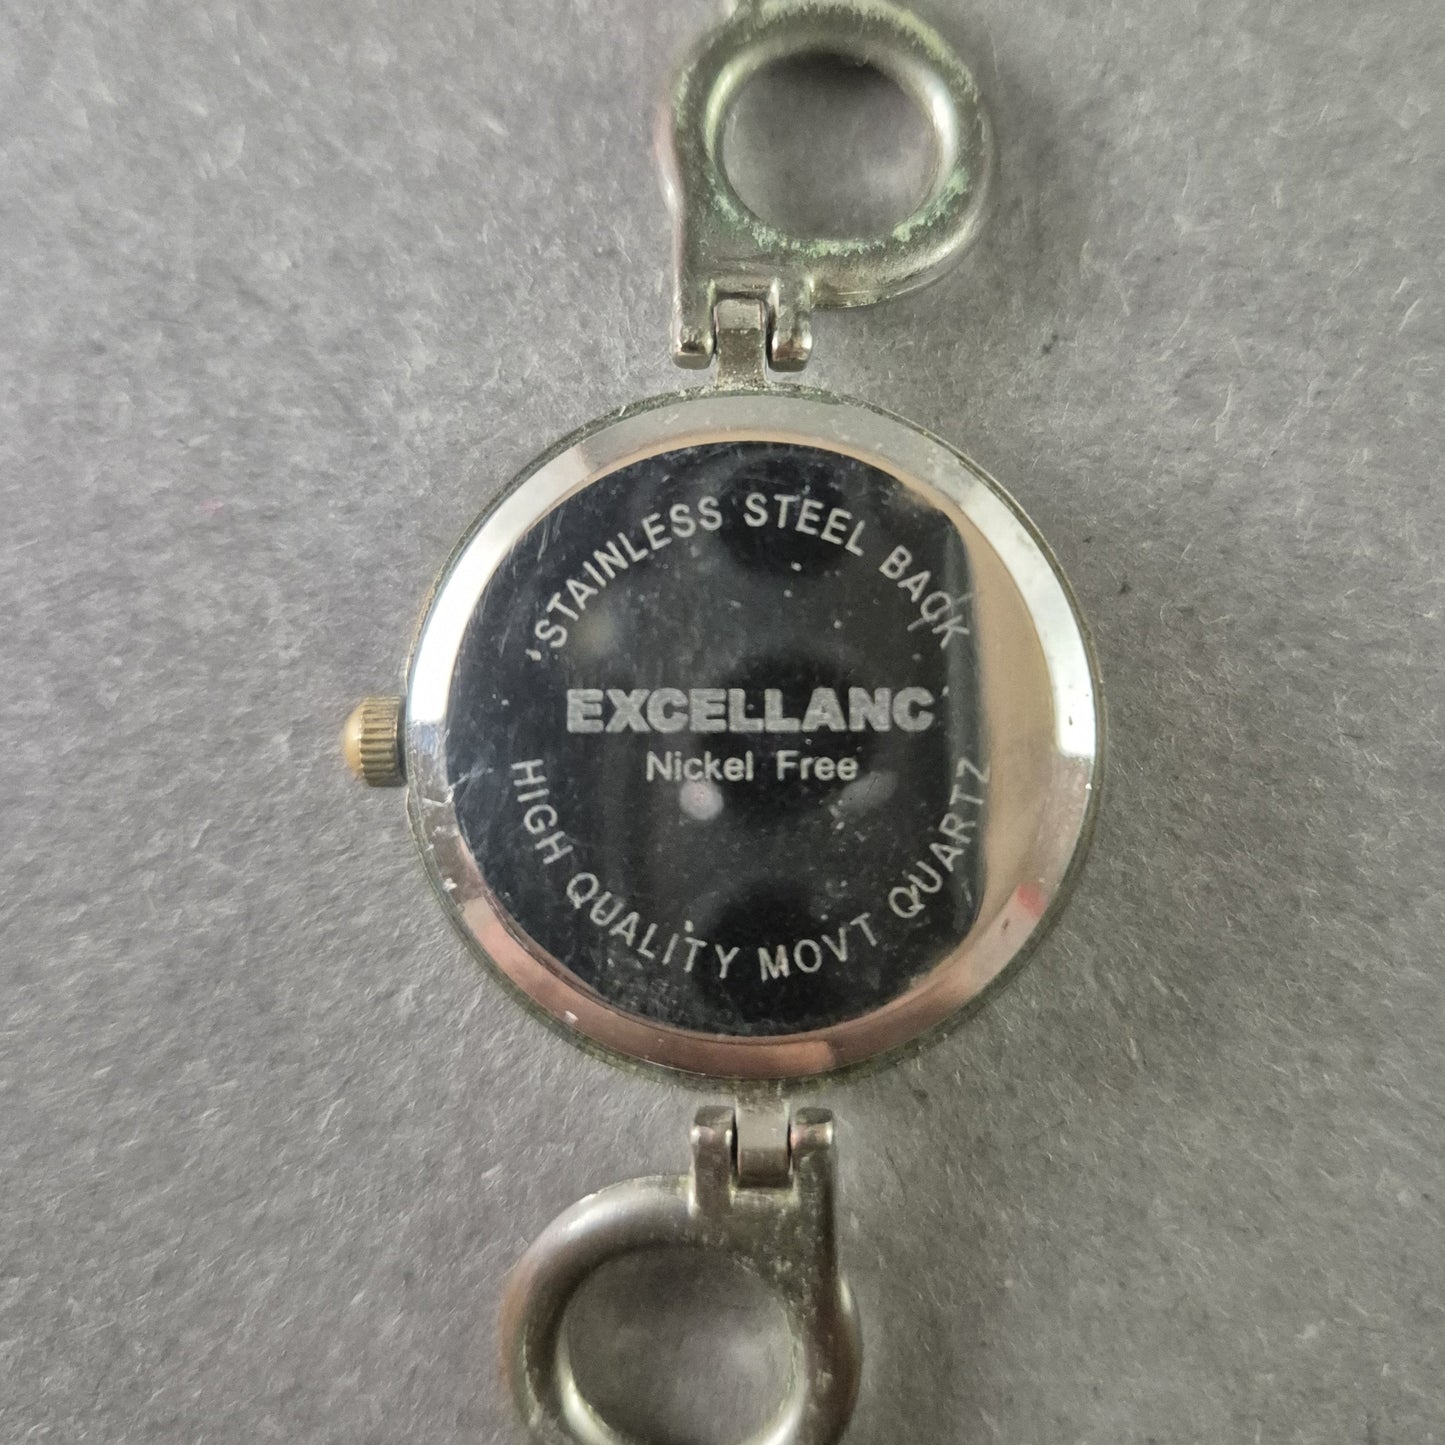 STAINLESS STEEL BACK
EXCELLANC
Nickel Free
HIGH QUALITY MOVT QUARTZ